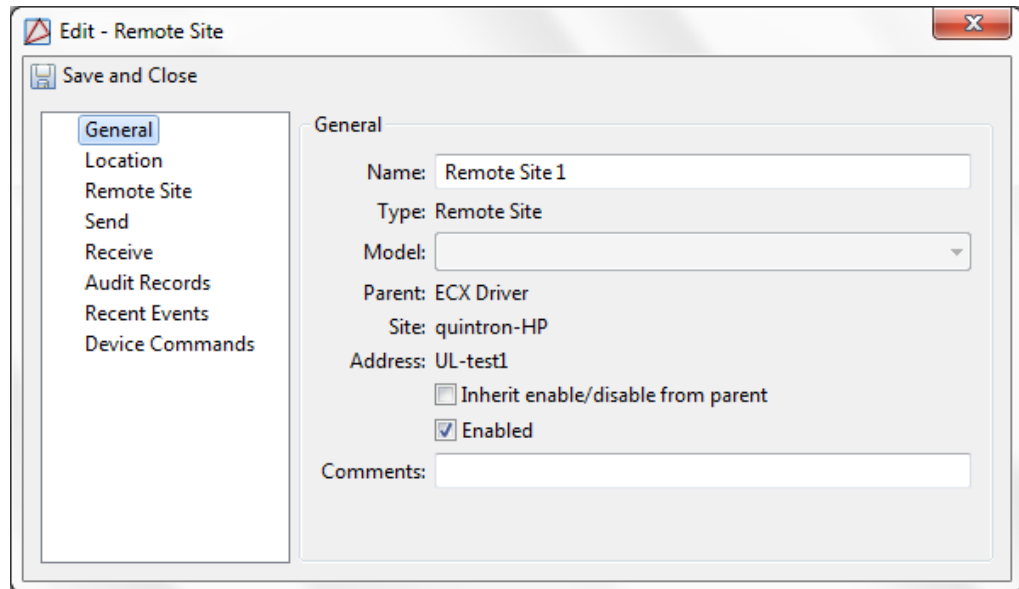 Edit - Remote Site
Save and Close
General
Location
Remote Site
Send
Receive
Audit Records
Recent Events
Device Commands
General
Name: Remote Site 1
Type: Remote Site
Model:
Parent: ECX Driver
Site: quintron-HP
Address: UL-test1
Inherit enable/disable from parent
Enabled
Comments: